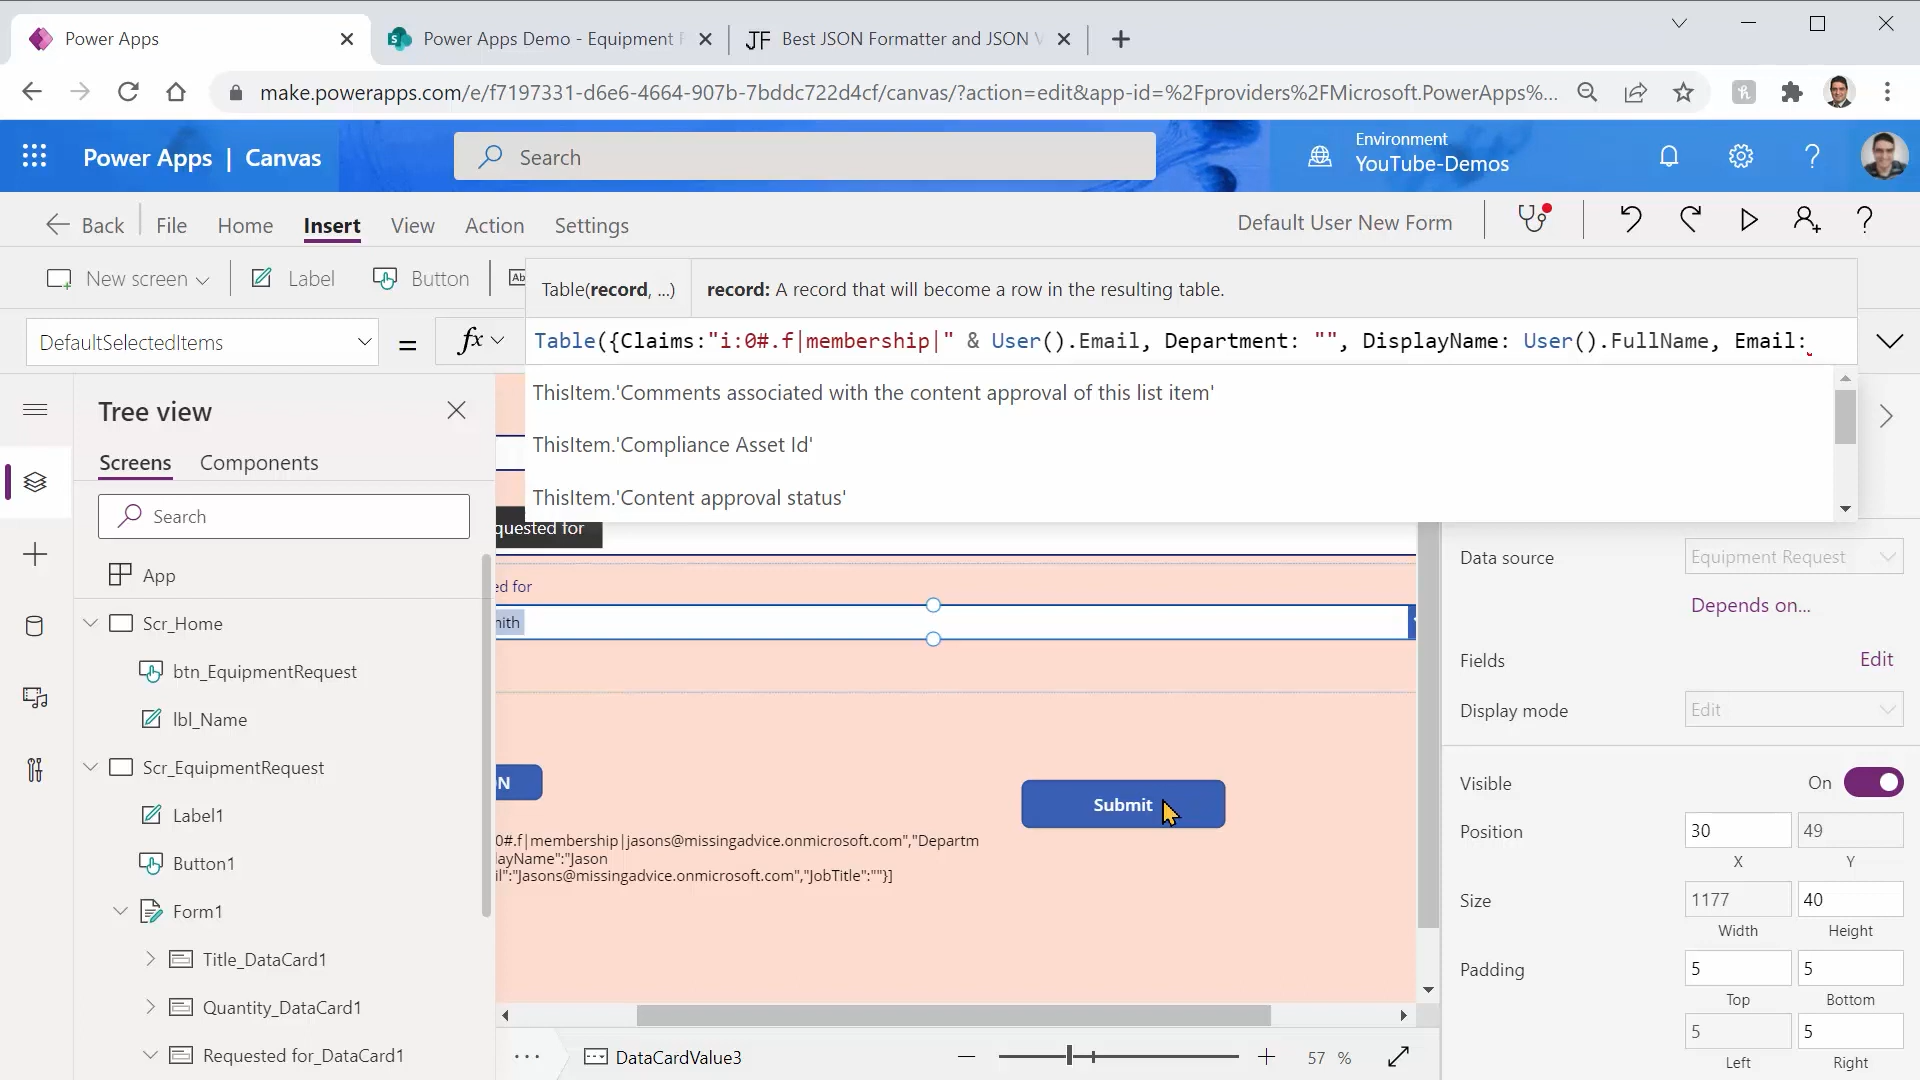 Power Apps
Power Apps Demo - Equipment
JF Best JSON Formatter and JSON
make.powerapps.com/e/f7197331-d6e6-4664-907b-7bddc722d4cf/canvas/?action=edit&app-id=%2Fproviders%2FMicrosoft.PowerApps%...
Power Apps | Canvas
Search
Environment
YouTube-Demos
Back
File
Home
Insert
View
Action
Settings
Default User New Form
New screen
Label
Button
Table(record, ...)
record: A record that will become a row in the resulting table.
DefaultSelectedItems
=
fx
Table({Claims:"i:0#.f|membership|" & User().Email, Department: "", DisplayName: User().FullName, Email:
ThisItem.'Comments associated with the content approval of this list item'
ThisItem.'Compliance Asset Id'
ThisItem.'Content approval status'
Tree view
Screens
Components
Search
App
Scr_Home
btn_EquipmentRequest
lbl_Name
Scr_EquipmentRequest
Label1
Button1
Form1
Title_DataCard1
Quantity_DataCard1
Requested for_DataCard1
quested for
ed for
nith
N
Submit
0#.f|membership|jasons@missingadvice.onmicrosoft.com","Departm
layName":"Jason
il":"Jasons@missingadvice.onmicrosoft.com","JobTitle":""}]
Data source
Equipment Request
Depends on...
Fields
Edit
Display mode
Edit
Visible
On
Position
30
49
X
Y
Size
1177
40
Width
Height
Padding
5
5
Top
Bottom
5
5
Left
Right
DataCardValue3
57 %